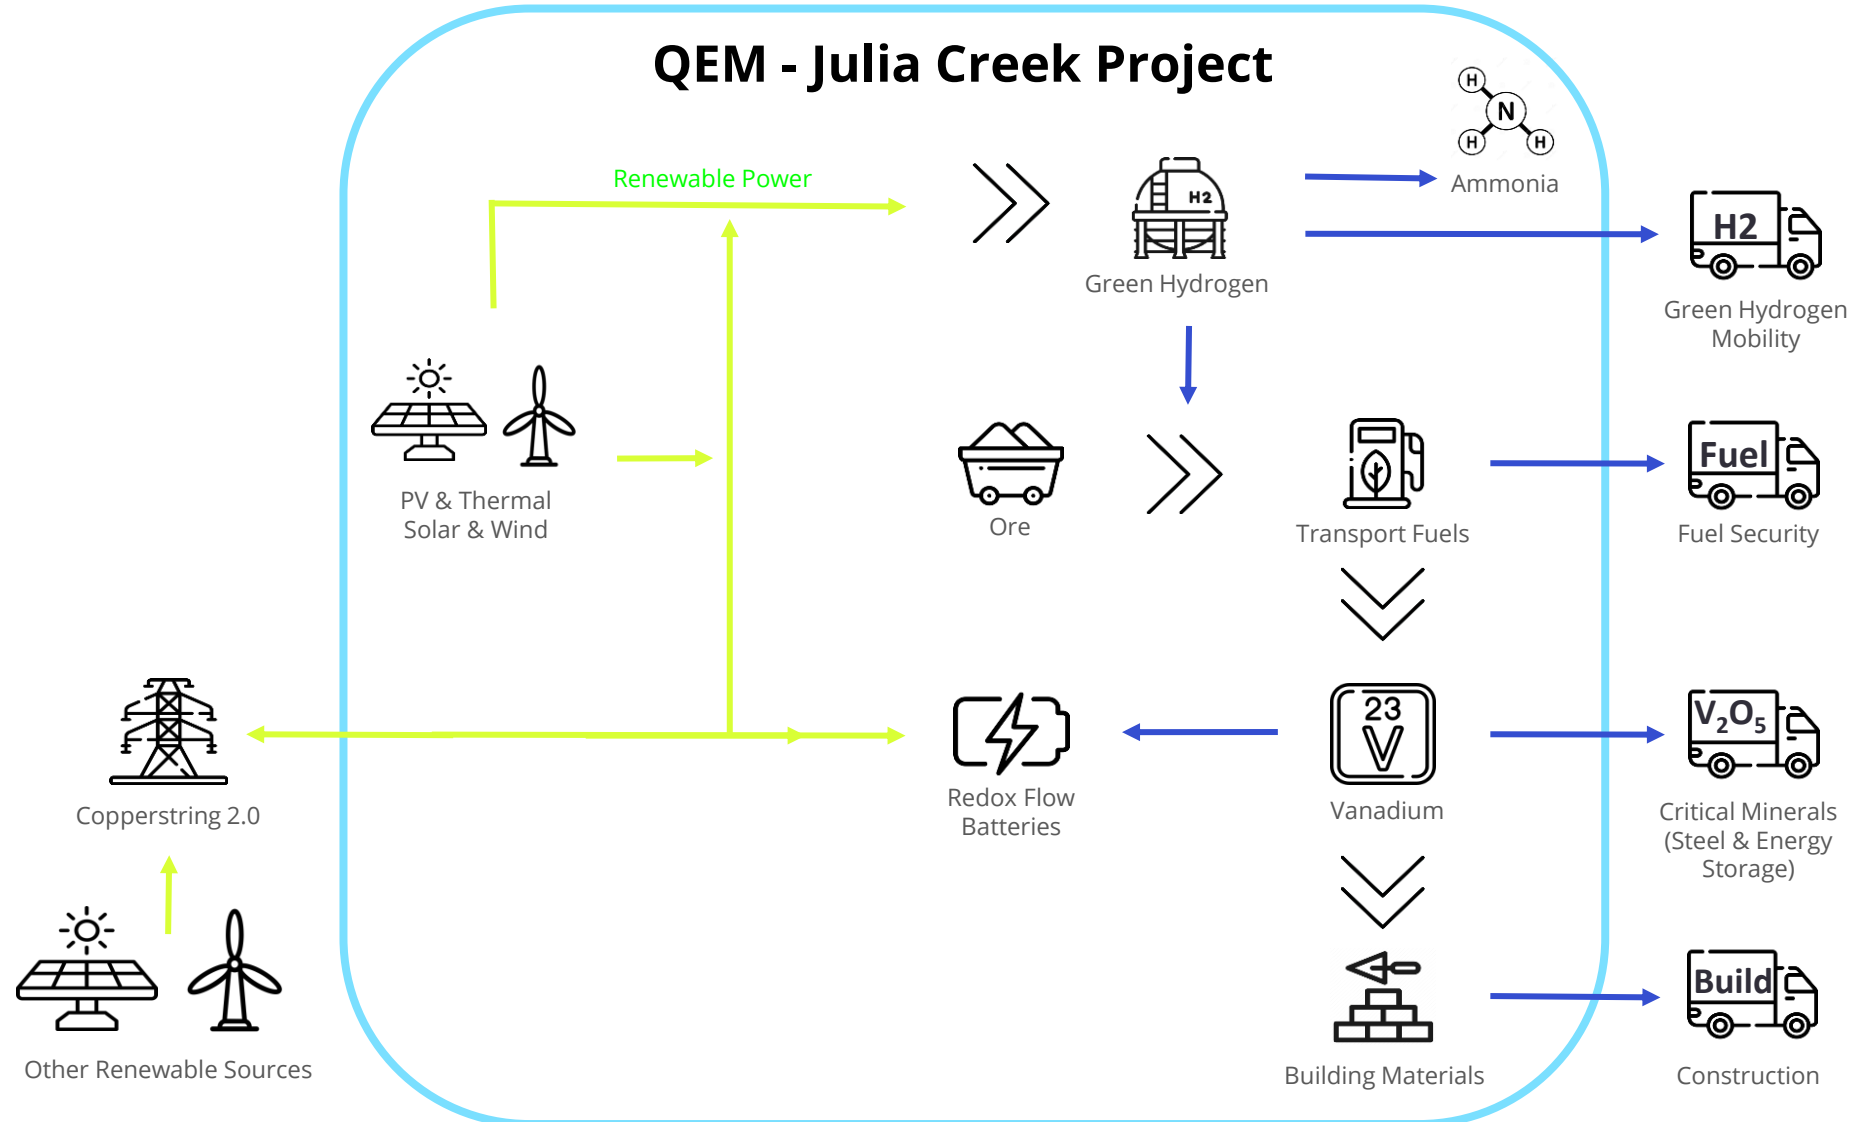 QEM - Julia Creek Project
H
N
H
H
Ammonia
Renewable Power
H2
Green Hydrogen
H2
Green Hydrogen
Mobility
PV & Thermal
Solar & Wind
Ore
Transport Fuels
Fuel
Fuel Security
Copperstring 2.0
Redox Flow
Batteries
23
V
Vanadium
V₂O₅
Critical Minerals
(Steel & Energy
Storage)
Other Renewable Sources
Building Materials
Build
Construction